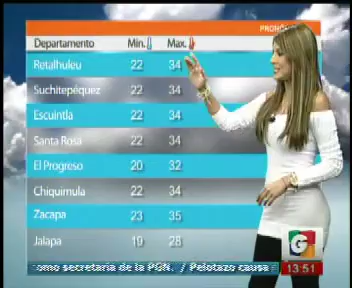 PRONÓ
Departamento Min. Max.
Retalhuleu 22 34
Suchitepéquez 22 34
Escuintla 22 34
Santa Rosa 22 34
El Progreso 20 32
Chiquimula 22 34
Zacapa 23 35
Jalapa 19 28
G
omo secretaria de la PGN. / Pelotazo causa
13:51